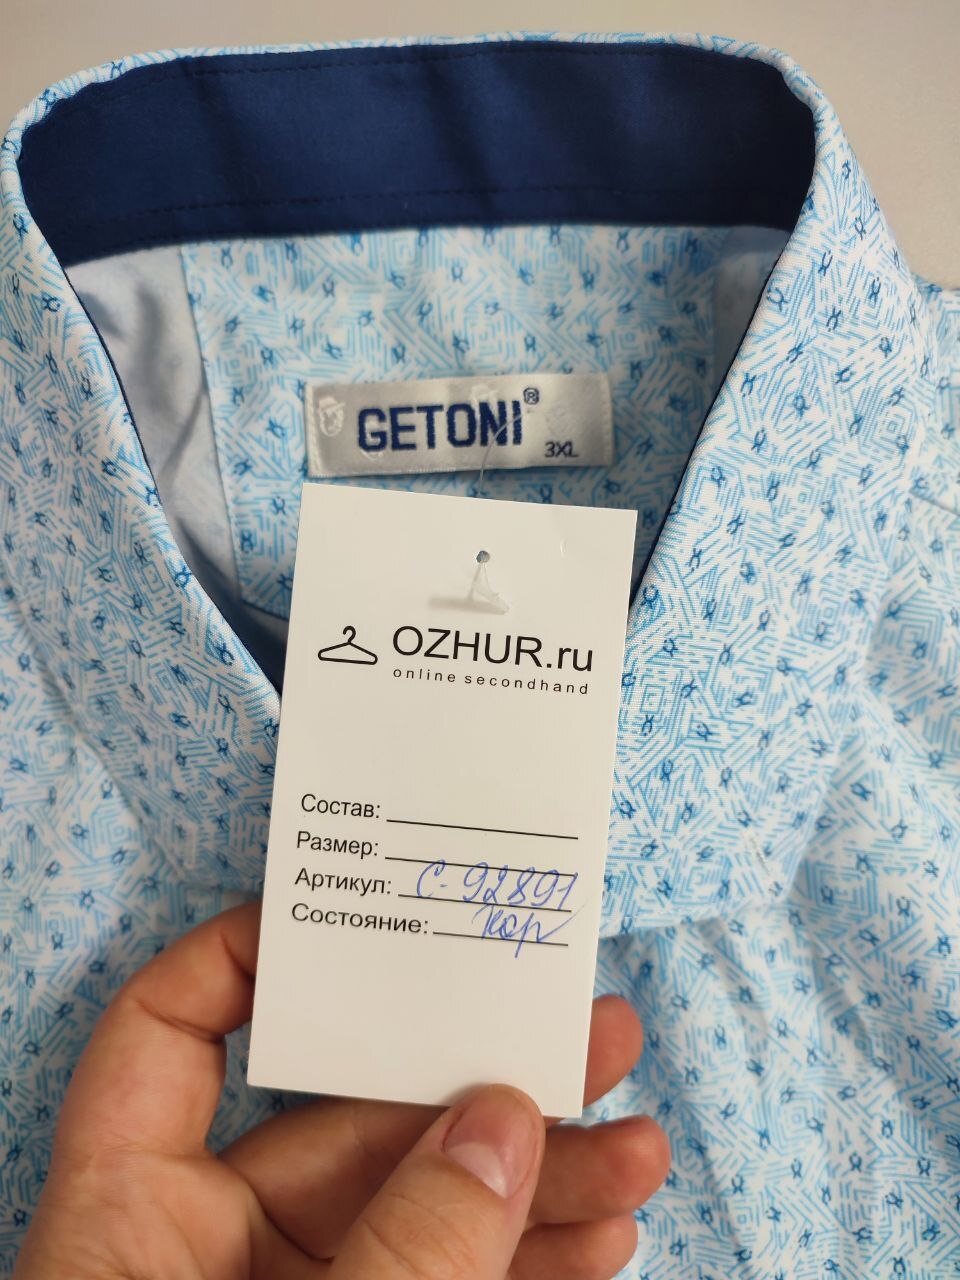 GETONI®
3XL
OZHUR.ru
online secondhand
Состав:
Размер:
Артикул: С-92891
Состояние: хор